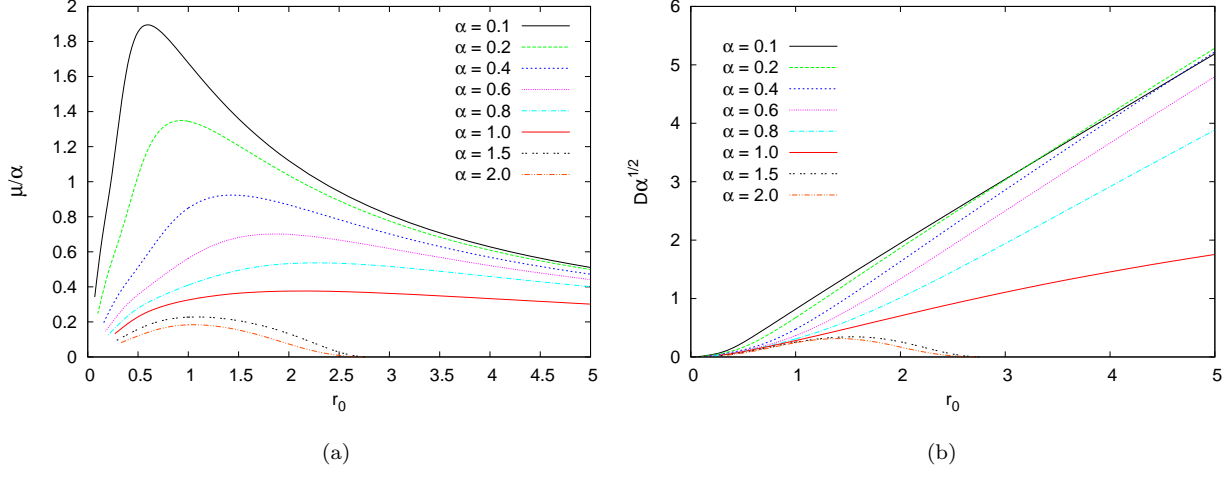 2
1.8
1.6
1.4
1.2
1
0.8
0.6
0.4
0.2
0
μ/α
0 0.5 1 1.5 2 2.5 3 3.5 4 4.5 5
r0
α = 0.1
α = 0.2
α = 0.4
α = 0.6
α = 0.8
α = 1.0
α = 1.5
α = 2.0
(a)
6
5
4
3
2
1
0
Dα1/2
0 1 2 3 4 5
r0
α = 0.1
α = 0.2
α = 0.4
α = 0.6
α = 0.8
α = 1.0
α = 1.5
α = 2.0
(b)